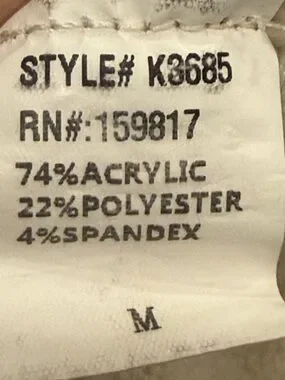 STYLE# K3685
RN#:159817
74%ACRYLIC
22%POLYESTER
4%SPANDEX
M